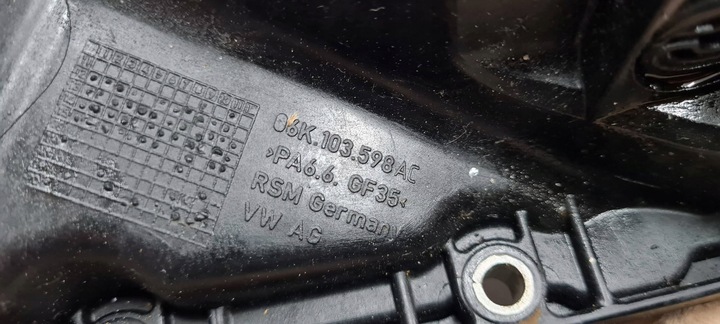 06K.103.598AC
>PA6.6. GF35<
RSM Germany
VW AG